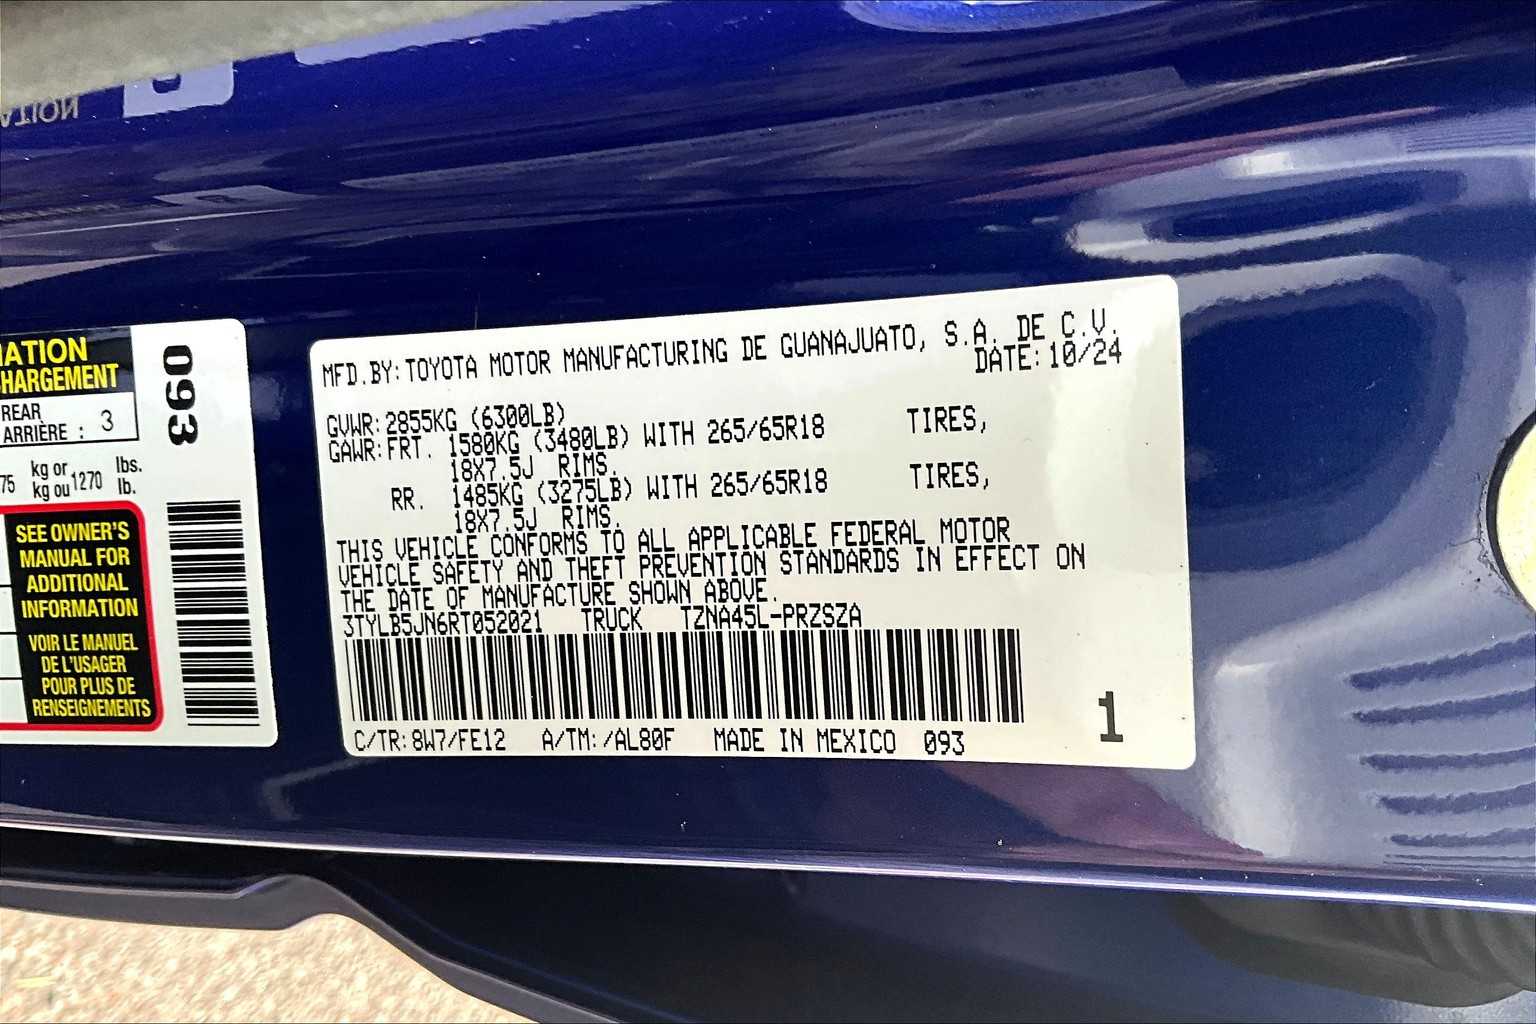 ATION
IATION
CHARGEMENT
REAR
ARRIÈRE : 3
75 kg or 1270 lbs.
kg ou lb.
SEE OWNER'S
MANUAL FOR
ADDITIONAL
INFORMATION
VOIR LE MANUEL
DE L'USAGER
POUR PLUS DE
RENSEIGNEMENTS
093
MFD.BY:TOYOTA MOTOR MANUFACTURING DE GUANAJUATO, S.A. DE C.V.
DATE:10/24
GVWR:2855KG (6300LB)
GAWR:FRT. 1580KG (3480LB) WITH 265/65R18 TIRES,
18X7.5J RIMS.
RR. 1485KG (3275LB) WITH 265/65R18 TIRES,
18X7.5J RIMS.
THIS VEHICLE CONFORMS TO ALL APPLICABLE FEDERAL MOTOR
VEHICLE SAFETY AND THEFT PREVENTION STANDARDS IN EFFECT ON
THE DATE OF MANUFACTURE SHOWN ABOVE.
3TYLB5JN6RT052021 TRUCK TZNA45L-PRZSZA
C/TR:8W7/FE12 A/TM:/AL80F MADE IN MEXICO 093
1